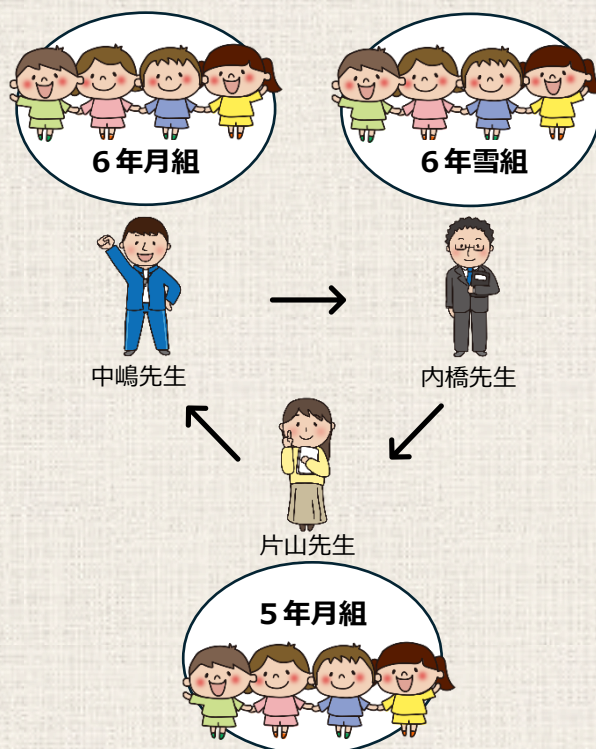 ６年月組
６年雪組
中嶋先生
内橋先生
片山先生
５年月組